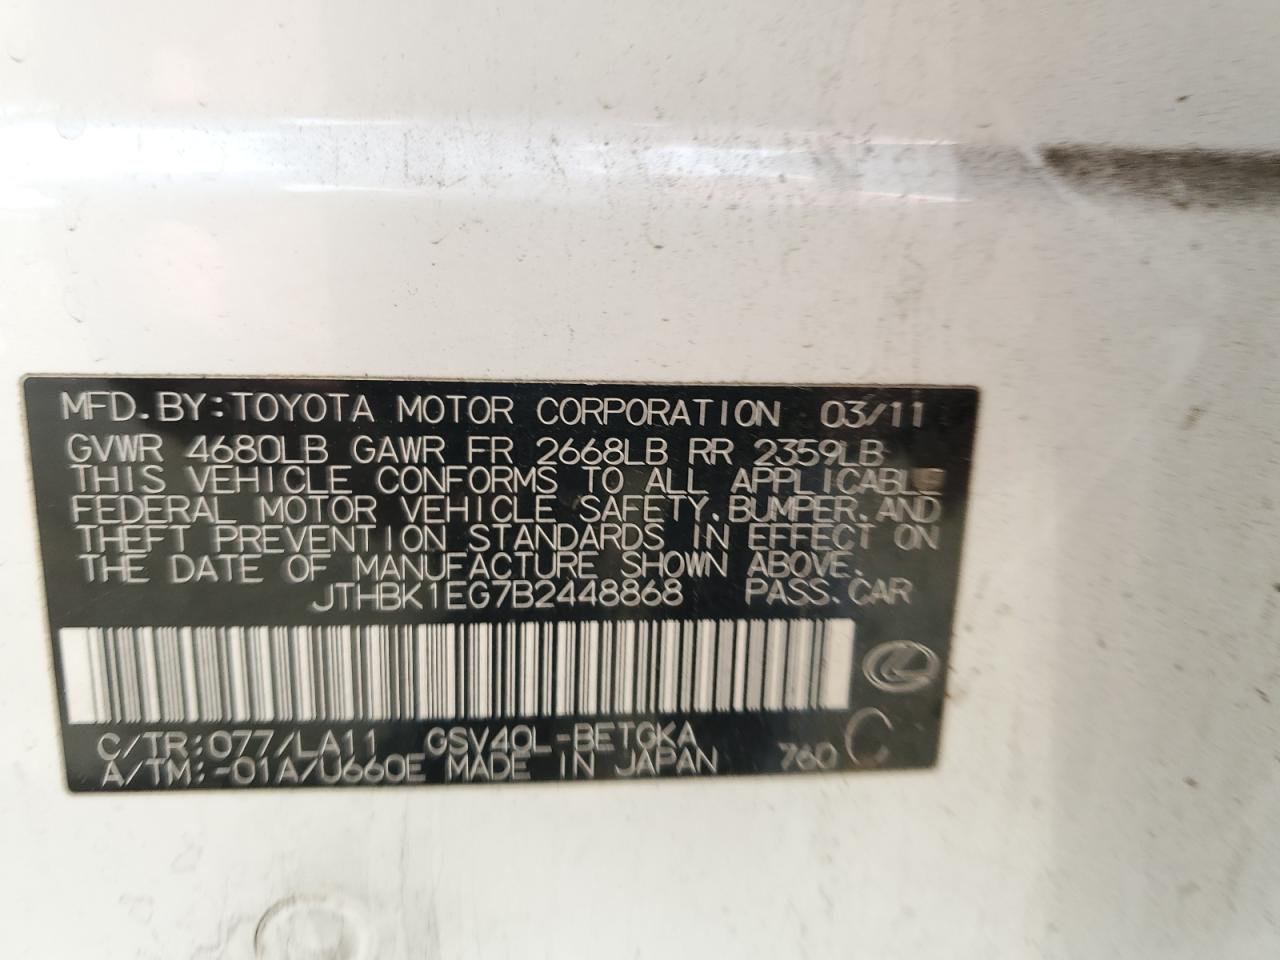 MFD.BY:TOYOTA MOTOR CORPORATION 03/11
GVWR 4680LB GAWR FR 2668LB RR 2359LB
THIS VEHICLE CONFORMS TO ALL APPLICABLE
FEDERAL MOTOR VEHICLE SAFETY,BUMPER,AND
THEFT PREVENTION STANDARDS IN EFFECT ON
THE DATE OF MANUFACTURE SHOWN ABOVE.
JTHBK1EG7B2448868 PASS.CAR
C/TR:077/LA11 GSV40L-BETGKA
A/TM:-01A/U660E MADE IN JAPAN 760 C